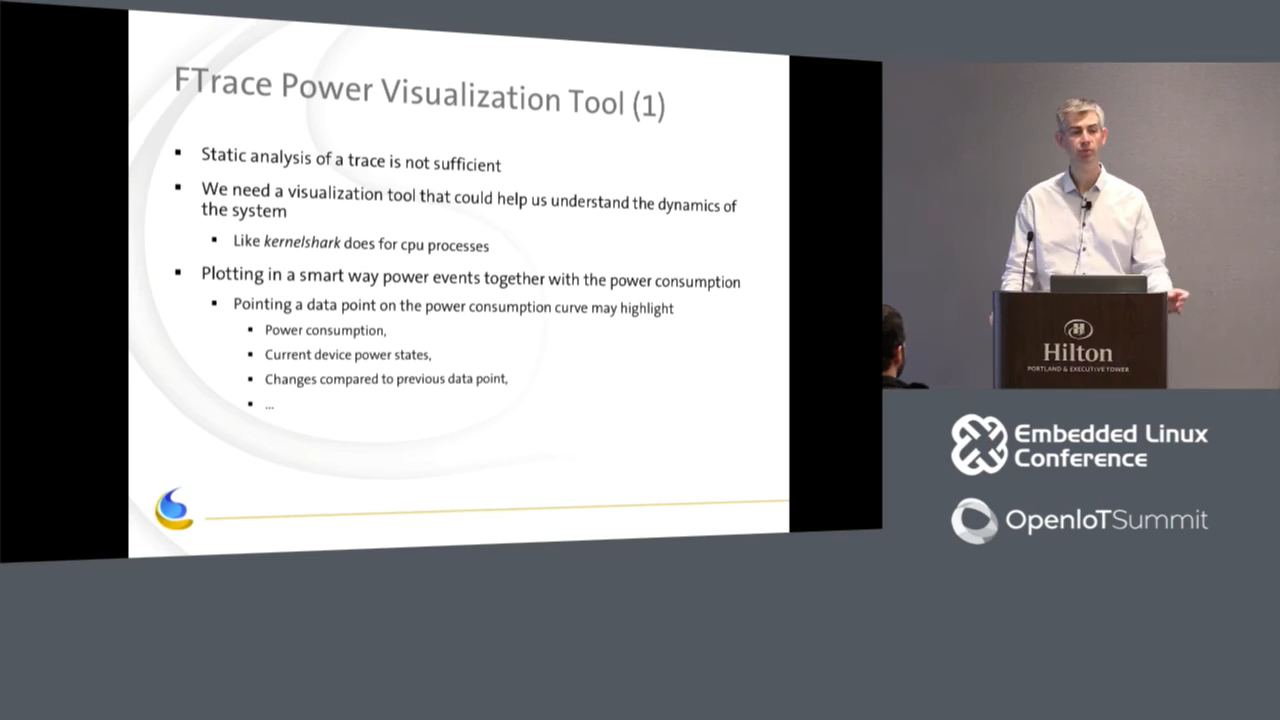 FTrace Power Visualization Tool (1)
▪ Static analysis of a trace is not sufficient
▪ We need a visualization tool that could help us understand the dynamics of
the system
▪ Like kernelshark does for cpu processes
▪ Plotting in a smart way power events together with the power consumption
▪ Pointing a data point on the power consumption curve may highlight
▪ Power consumption,
▪ Current device power states,
▪ Changes compared to previous data point,
▪ ...
Hilton
PORTLAND & EXECUTIVE TOWER
Embedded Linux
Conference
OpenIoTSummit